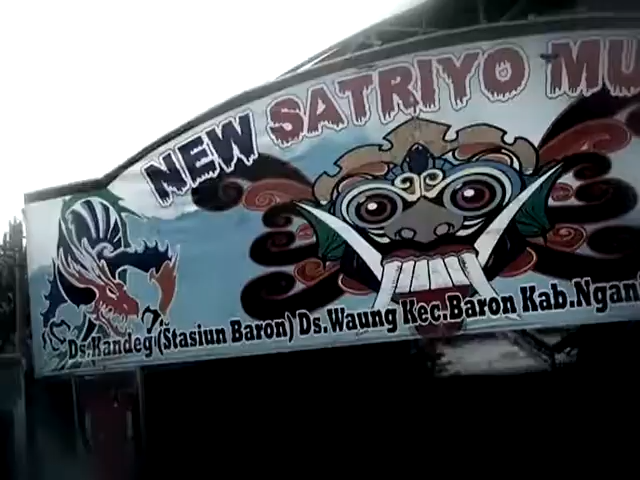 NEW SATRIYO MU
Ds.Kandeg (Stasiun Baron) Ds.Waung Kec.Baron Kab.Ngan